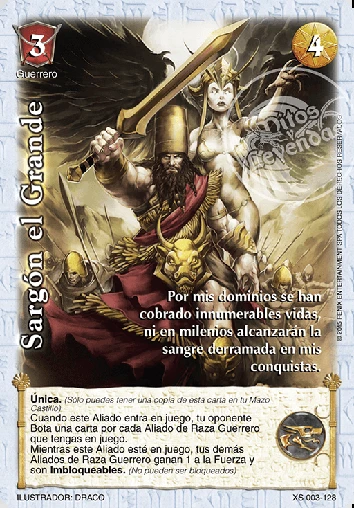 3
4
Guerrero
Mitos
y
Leyendas
Sargón el Grande
Por mis dominios se han
cobrado innumerables vidas,
ni en milenios alcanzarán la
sangre derramada en mis
conquistas.
Única. (Sólo puedes tener una copia de esta carta en tu Mazo
Castillo)
Cuando este Aliado entra en juego, tu oponente
Bota una carta por cada Aliado de Raza Guerrero
que tengas en juego.
Mientras este Aliado esté en juego, tus demás
Aliados de Raza Guerrero ganan 1 a la Fuerza y
son Imbloqueables. (No pueden ser bloqueados)
ILUSTRADOR: DRACO
XS-003-128